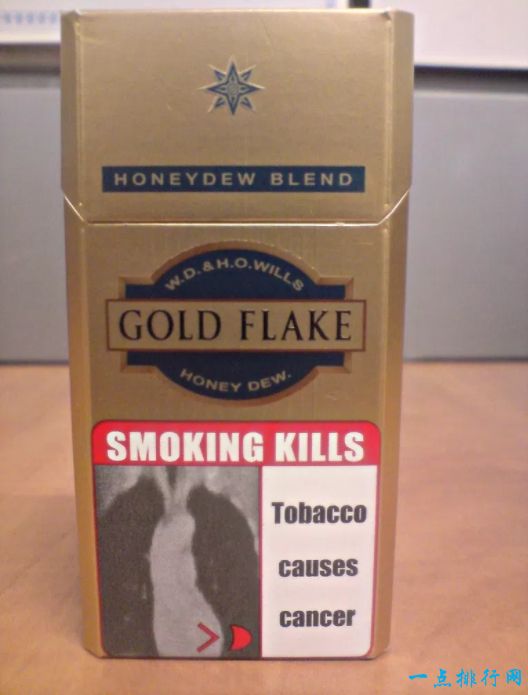 HONEYDEW BLEND
W.D. & H.O. WILLS
GOLD FLAKE
HONEY DEW.
SMOKING KILLS
Tobacco
causes
cancer
一点排行网